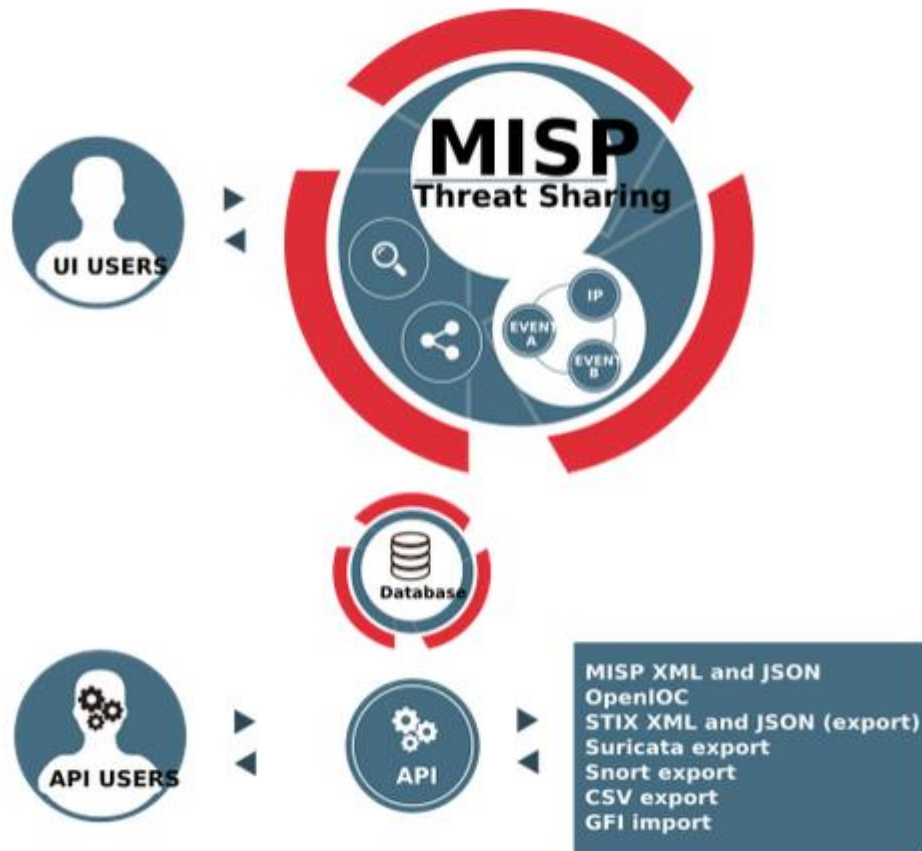 MISP
Threat Sharing
UI USERS
IP
EVENT
A
EVENT
B
Database
API USERS
API
MISP XML and JSON
OpenIOC
STIX XML and JSON (export)
Suricata export
Snort export
CSV export
GFI import